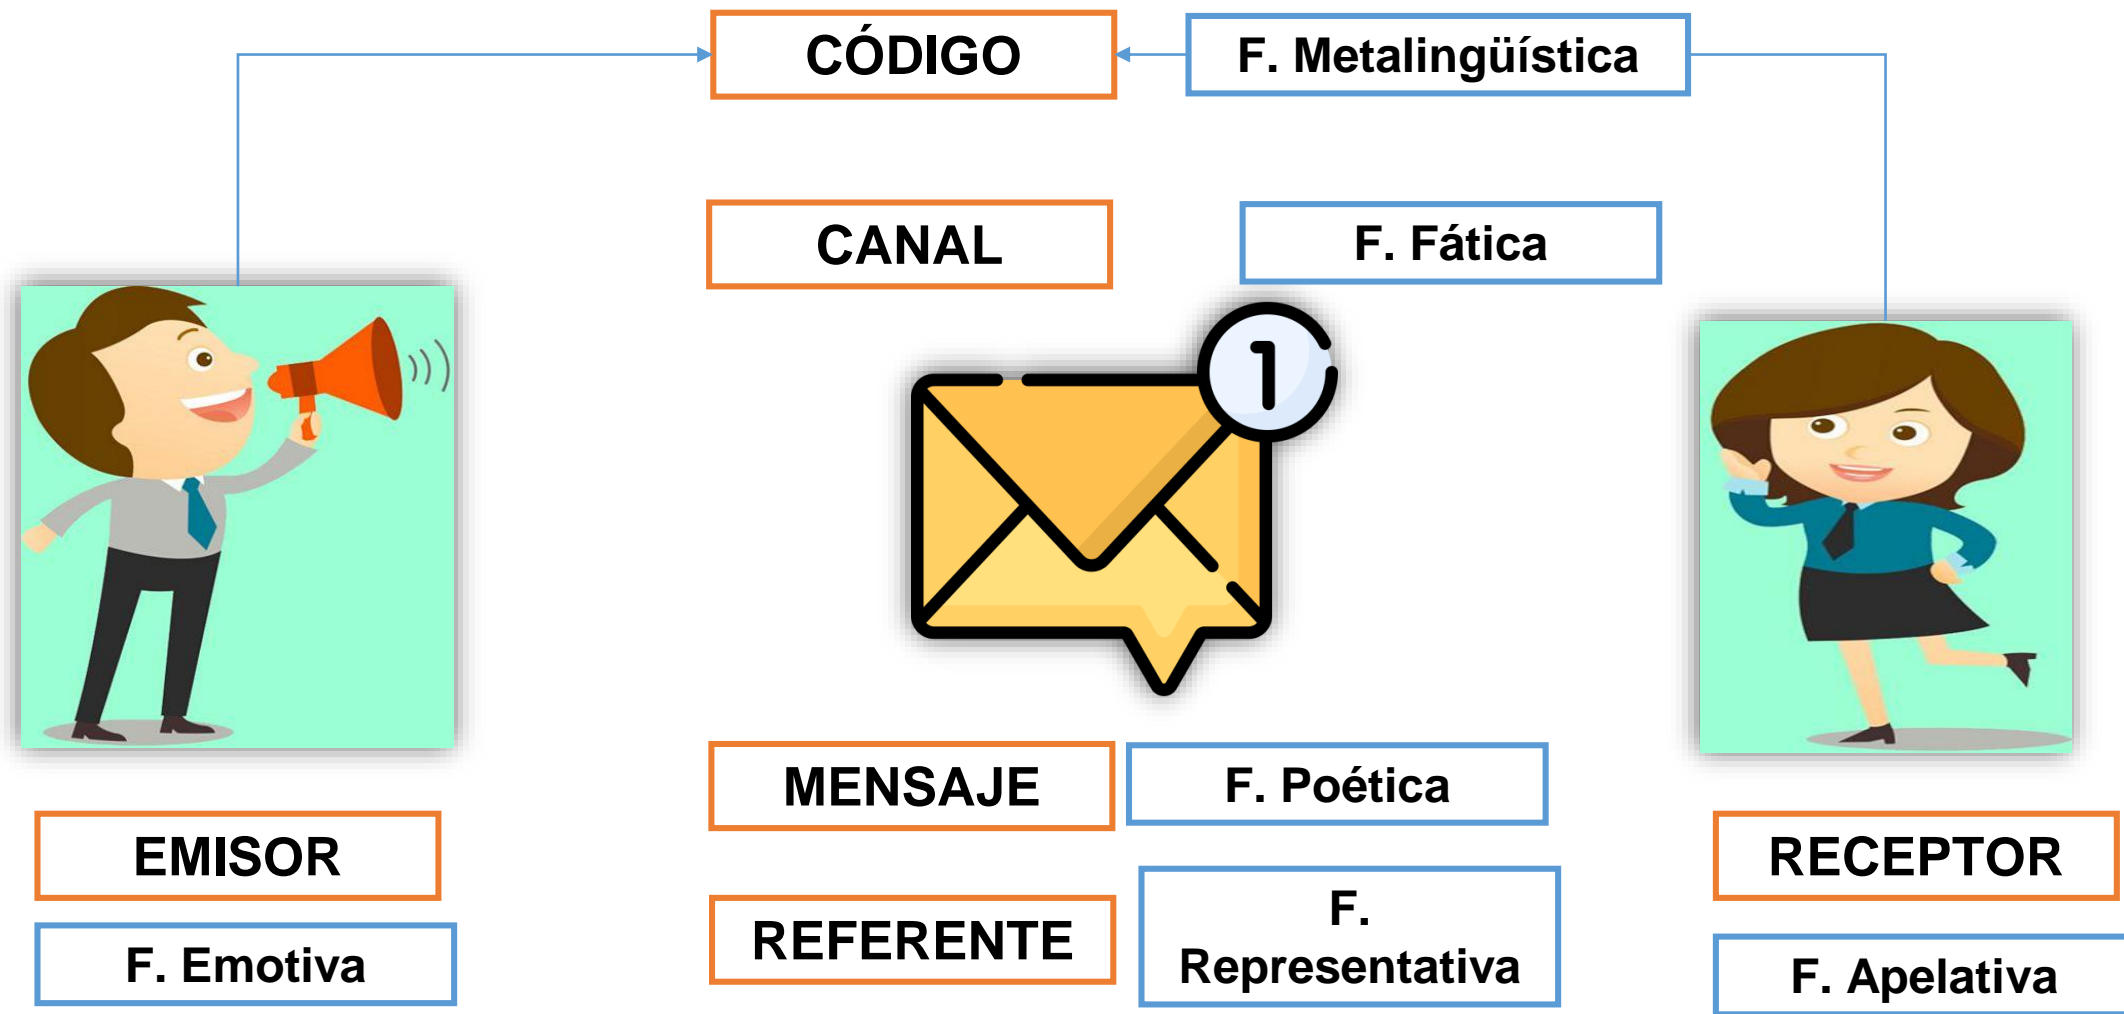 CÓDIGO
F. Metalingüística
CANAL
F. Fática
1
MENSAJE
F. Poética
EMISOR
RECEPTOR
REFERENTE
F.
Representativa
F. Emotiva
F. Apelativa